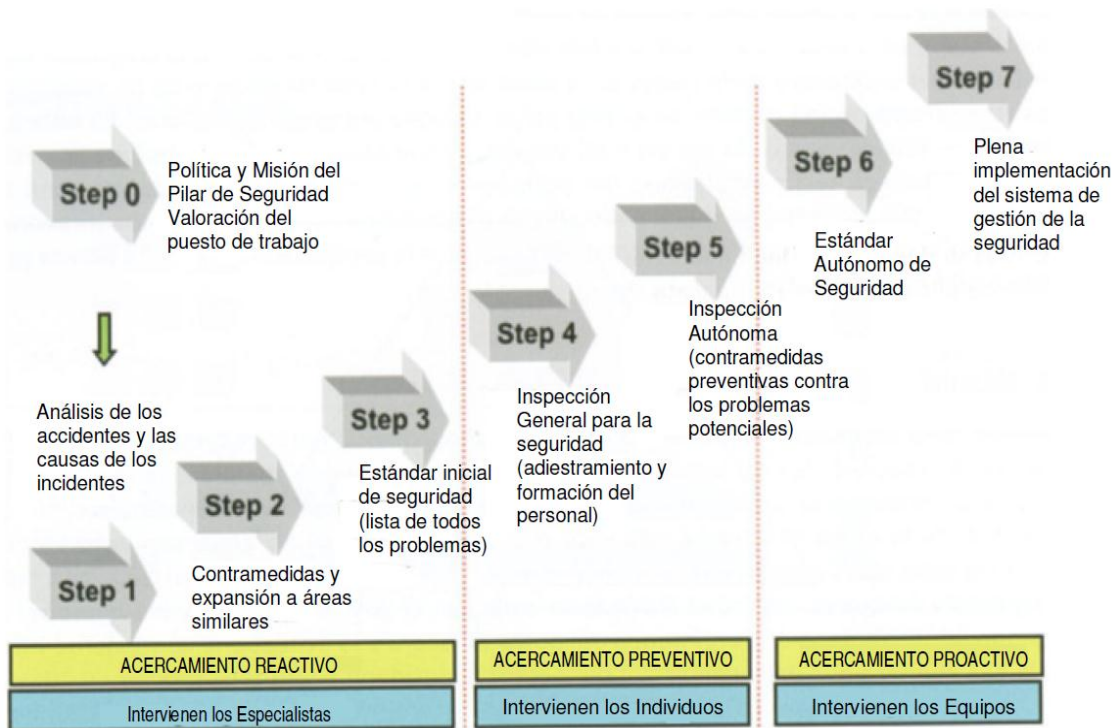 Step 0
Política y Misión del
Pilar de Seguridad
Valoración del
puesto de trabajo
Análisis de los
accidentes y las
causas de los
incidentes
Step 1
Step 2
Contramedidas y
expansión a áreas
similares
Step 3
Estándar inicial
de seguridad
(lista de todos
los problemas)
Step 4
Inspección
General para la
seguridad
(adiestramiento y
formación del
personal)
Step 5
Inspección
Autónoma
(contramedidas
preventivas contra
los problemas
potenciales)
Step 6
Estándar
Autónomo de
Seguridad
Step 7
Plena
implementación
del sistema de
gestión de la
seguridad
ACERCAMIENTO REACTIVO
ACERCAMIENTO PREVENTIVO
ACERCAMIENTO PROACTIVO
Intervienen los Especialistas
Intervienen los Individuos
Intervienen los Equipos